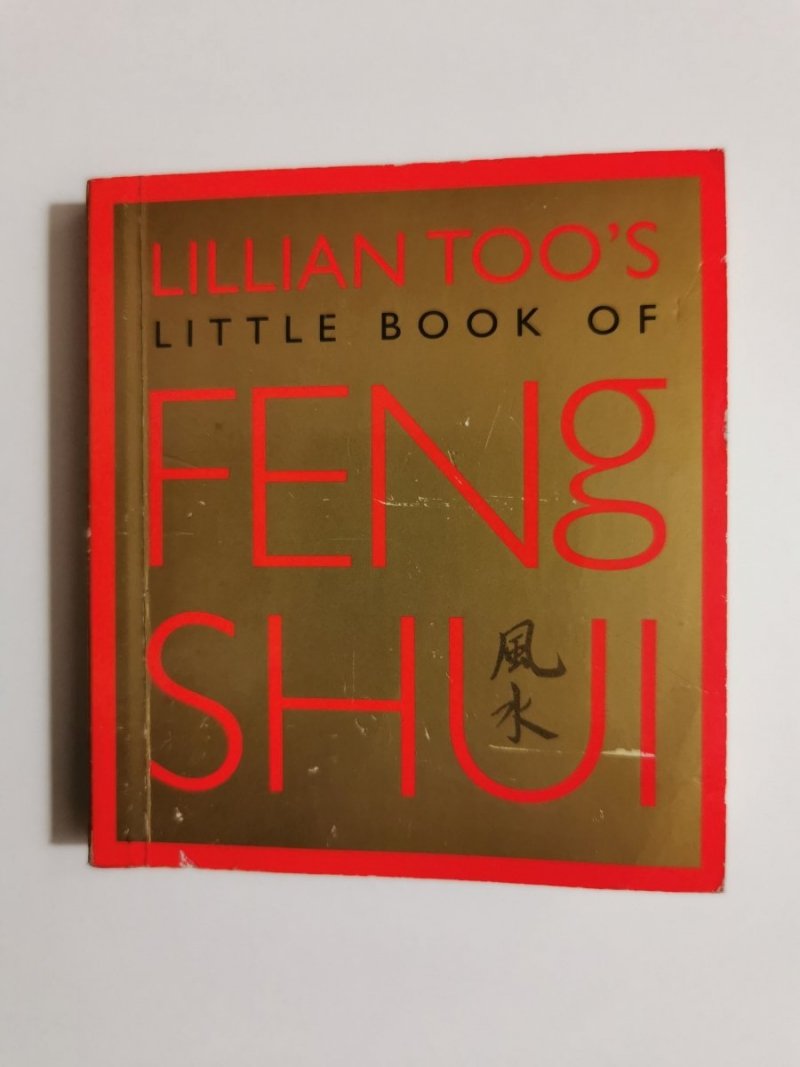 LILLIAN TOO'S
LITTLE BOOK OF
FENg
SHUI
風
水